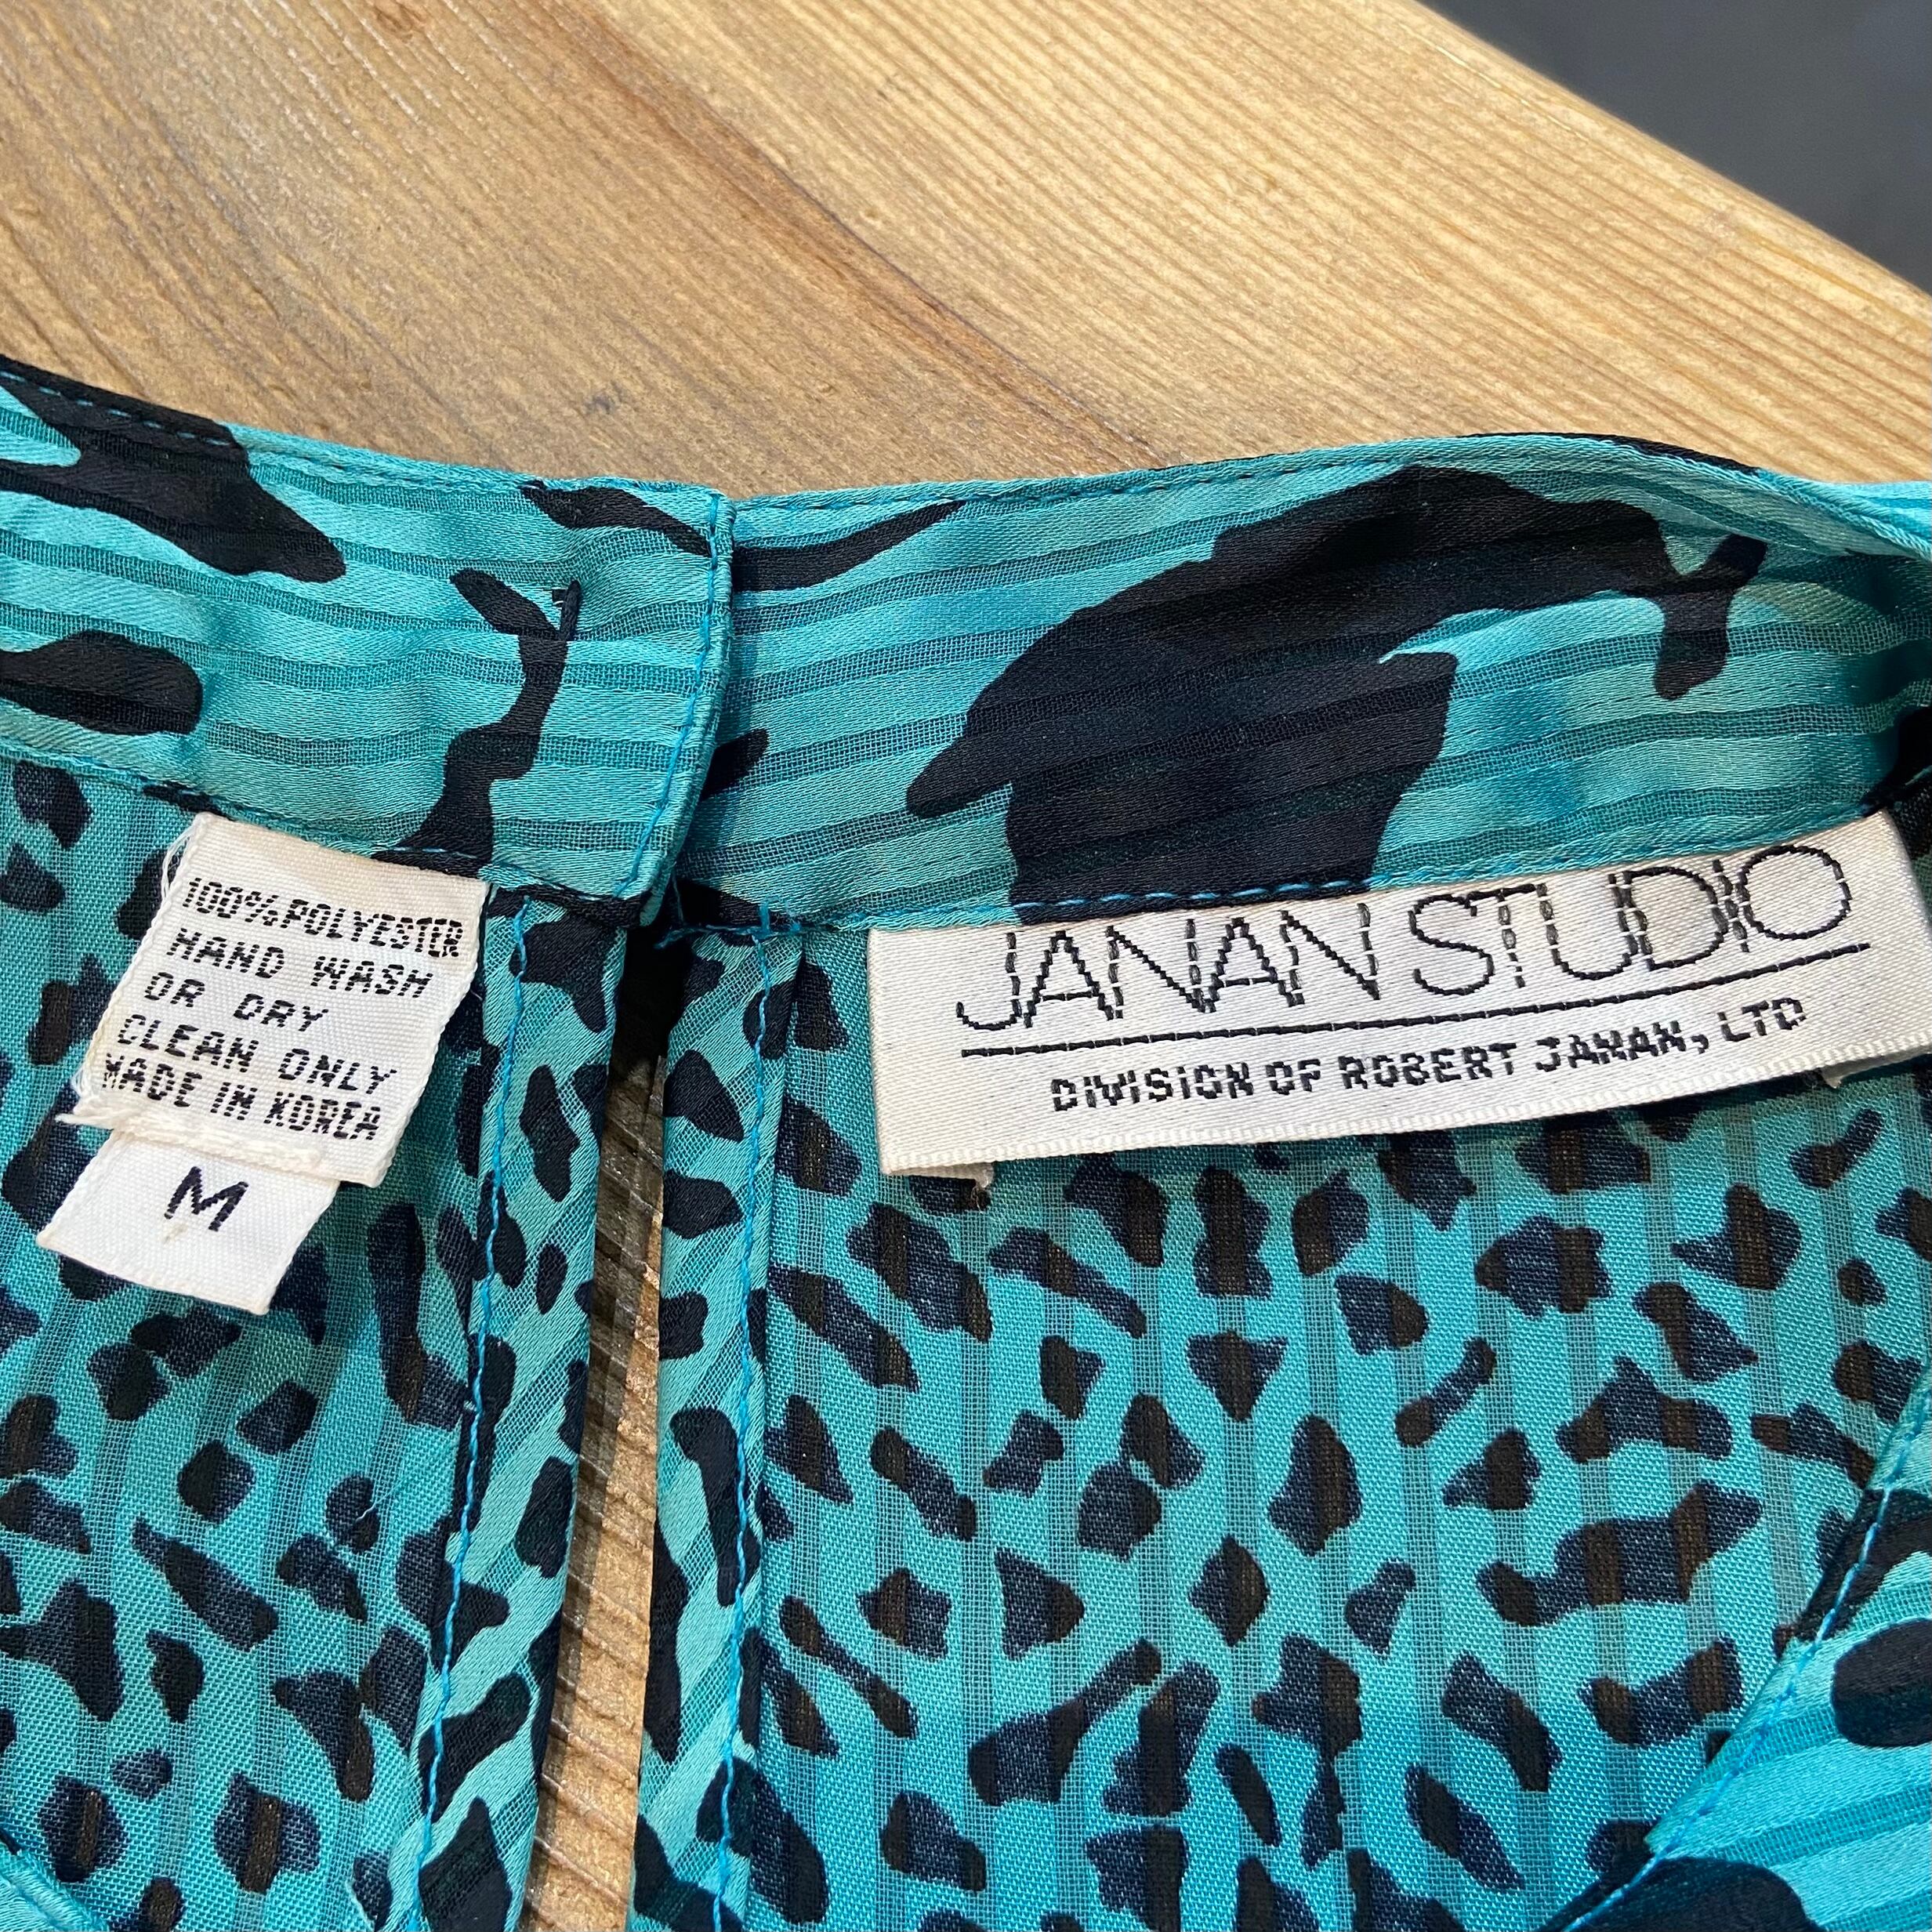 100% POLYESTER
HAND WASH
OR DRY
CLEAN ONLY
MADE IN KOREA
M
JANAN STUDIO
DIVISION OF ROBERT JANAN, LTD